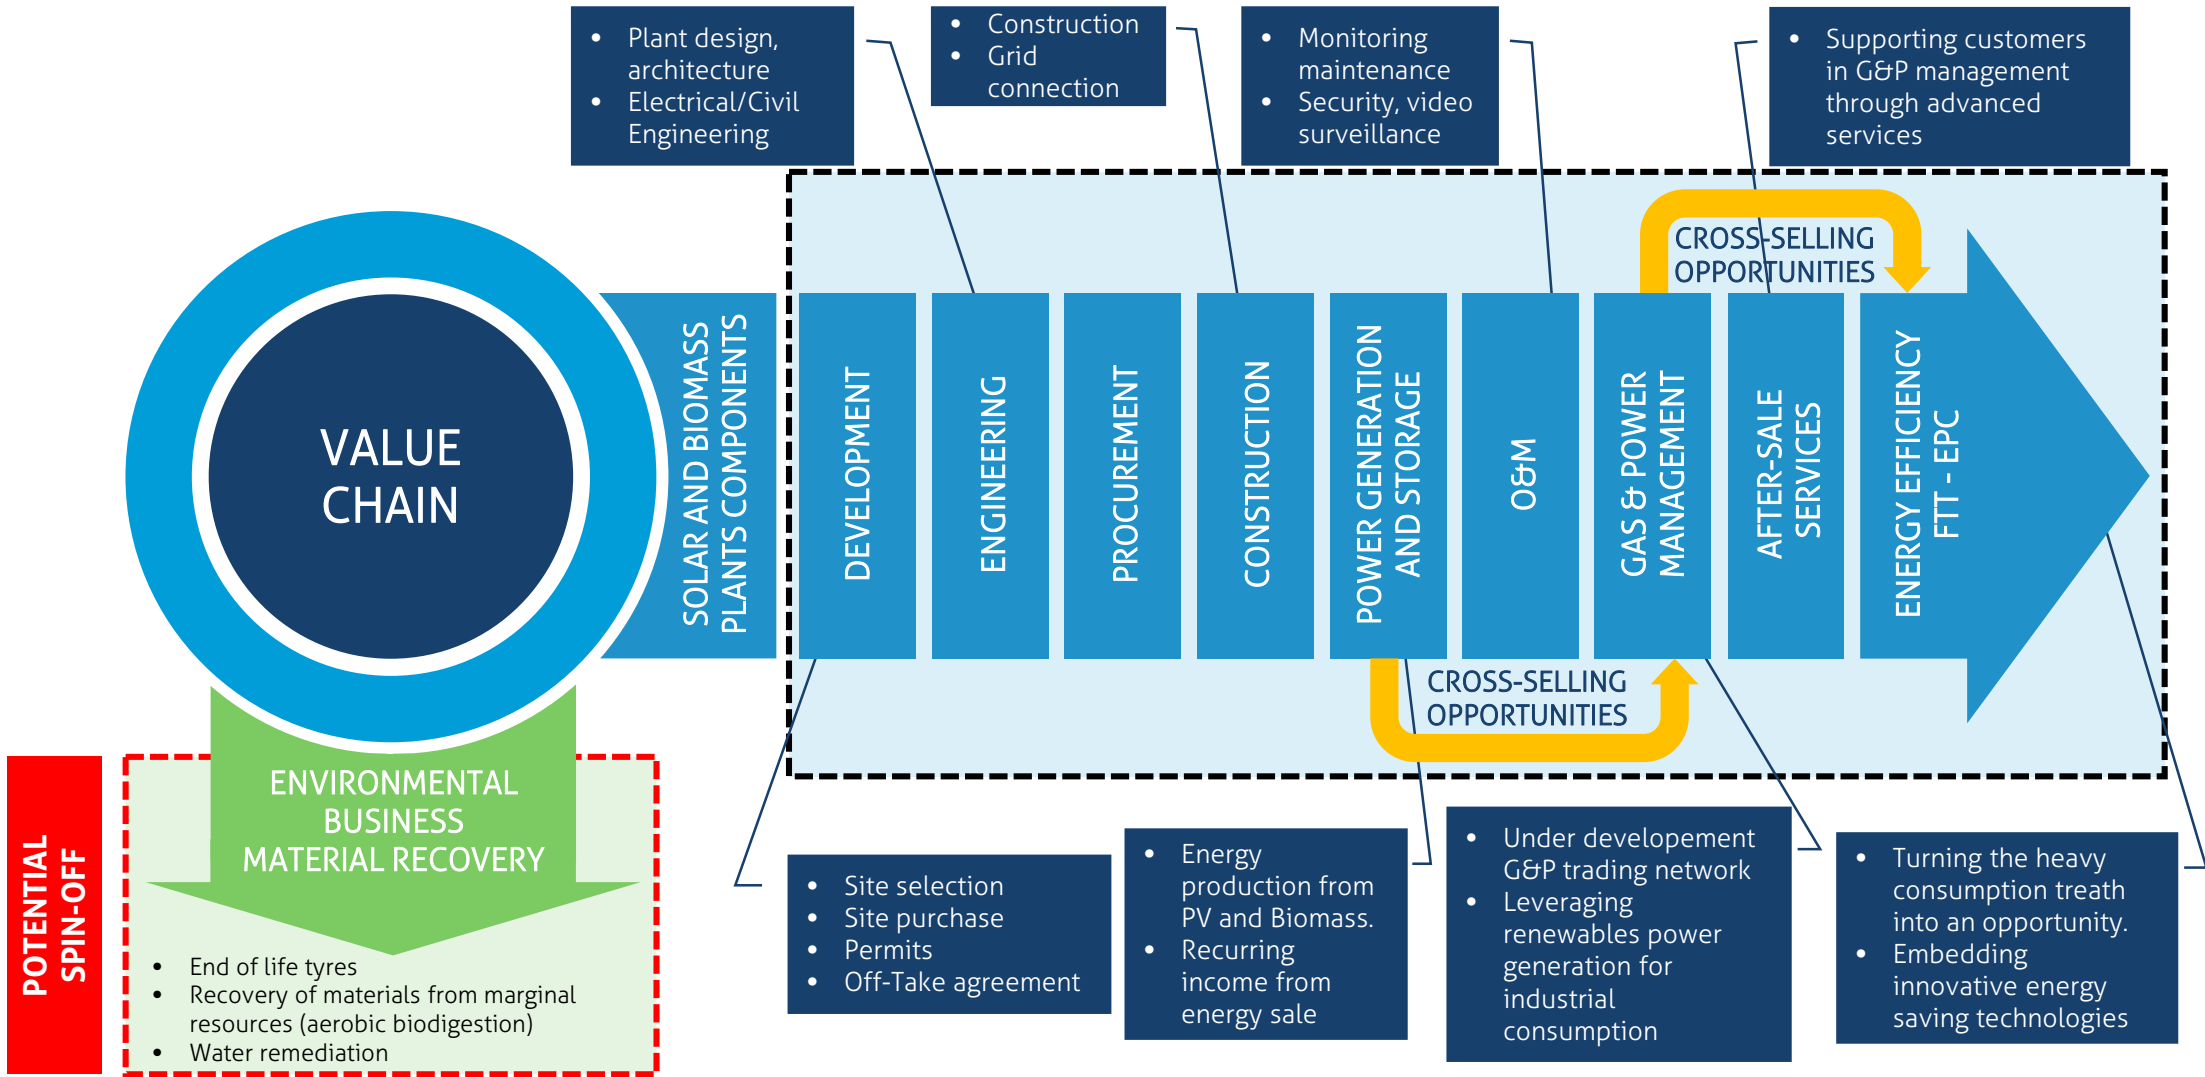 • Plant design,
architecture
• Electrical/Civil
Engineering
• Construction
• Grid
connection
• Monitoring
maintenance
• Security, video
surveillance
• Supporting customers
in G&P management
through advanced
services
CROSS-SELLING
OPPORTUNITIES
VALUE
CHAIN
SOLAR AND BIOMASS
PLANTS COMPONENTS
DEVELOPMENT
ENGINEERING
PROCUREMENT
CONSTRUCTION
POWER GENERATION
AND STORAGE
O&M
GAS & POWER
MANAGEMENT
AFTER-SALE
SERVICES
ENERGY EFFICIENCY
FTT - EPC
CROSS-SELLING
OPPORTUNITIES
POTENTIAL
SPIN-OFF
ENVIRONMENTAL
BUSINESS
MATERIAL RECOVERY
• End of life tyres
• Recovery of materials from marginal
resources (aerobic biodigestion)
• Water remediation
• Site selection
• Site purchase
• Permits
• Off-Take agreement
• Energy
production from
PV and Biomass.
• Recurring
income from
energy sale
• Under developement
G&P trading network
• Leveraging
renewables power
generation for
industrial
consumption
• Turning the heavy
consumption treath
into an opportunity.
• Embedding
innovative energy
saving technologies